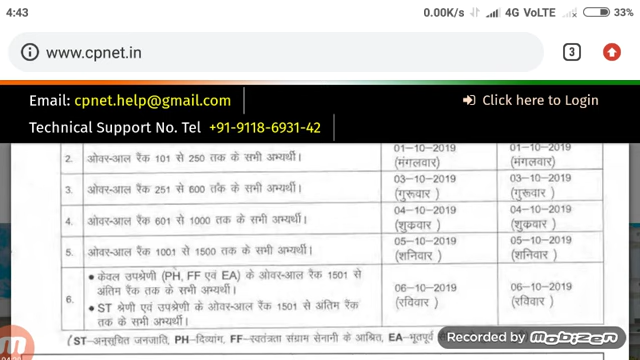 4:43 0.00K/s 4G VoLTE 33%
www.cpnet.in 3
Email: cpnet.help@gmail.com Click here to Login
Technical Support No. Tel +91-9118-6931-42
2. ओवर-आल रैंक 101 से 250 तक के सभी अभ्यर्थी। 01-10-2019 01-10-2019
(मंगलवार) (मंगलवार)
3. ओवर-आल रैंक 251 से 600 तक के सभी अभ्यर्थी। 03-10-2019 03-10-2019
(गुरूवार ) (गुरूवार )
4. ओवर-आल रैंक 601 से 1000 तक के सभी अभ्यर्थी। 04-10-2019 04-10-2019
(शुक्रवार ) (शुक्रवार )
5. ओवर-आल रैंक 1001 से 1500 तक के सभी अभ्यर्थी। 05-10-2019 05-10-2019
(शनिवार ) (शनिवार )
6. • केवल उपश्रेणी (PH, FF एवं EA) के ओवर-आल रैंक 1501 से
अंतिम रैंक तक के सभी अभ्यर्थी। 06-10-2019 06-10-2019
• ST श्रेणी एवं उपश्रेणी के ओवर-आल रैंक 1501 से अंतिम रैंक (रविवार ) (रविवार )
तक के सभी अभ्यर्थी।
(ST-अनुसूचित जनजाति, PH-दिव्यांग, FF-स्वतंत्रता संग्राम सेनानी के आश्रित, EA-भूतपूर्व
Recorded by mobizen